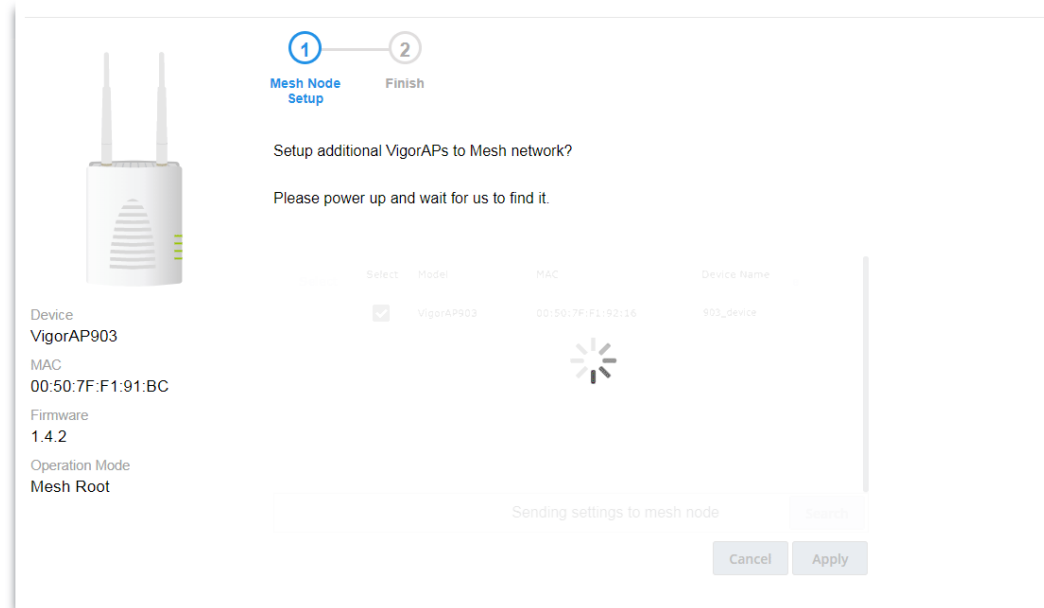 1
2
Mesh Node
Setup
Finish
Setup additional VigorAPs to Mesh network?
Please power up and wait for us to find it.
Select Model MAC Device Name
VigorAP903 00:50:7F:F1:92:16 903_device
Device
VigorAP903
MAC
00:50:7F:F1:91:BC
Firmware
1.4.2
Operation Mode
Mesh Root
Sending settings to mesh node Search
Cancel Apply